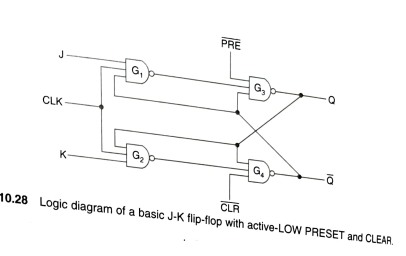 PRE
J
G1
G3
Q
CLK
K
G2
G4
Q
CLR
10.28 Logic diagram of a basic J-K flip-flop with active-LOW PRESET and CLEAR.